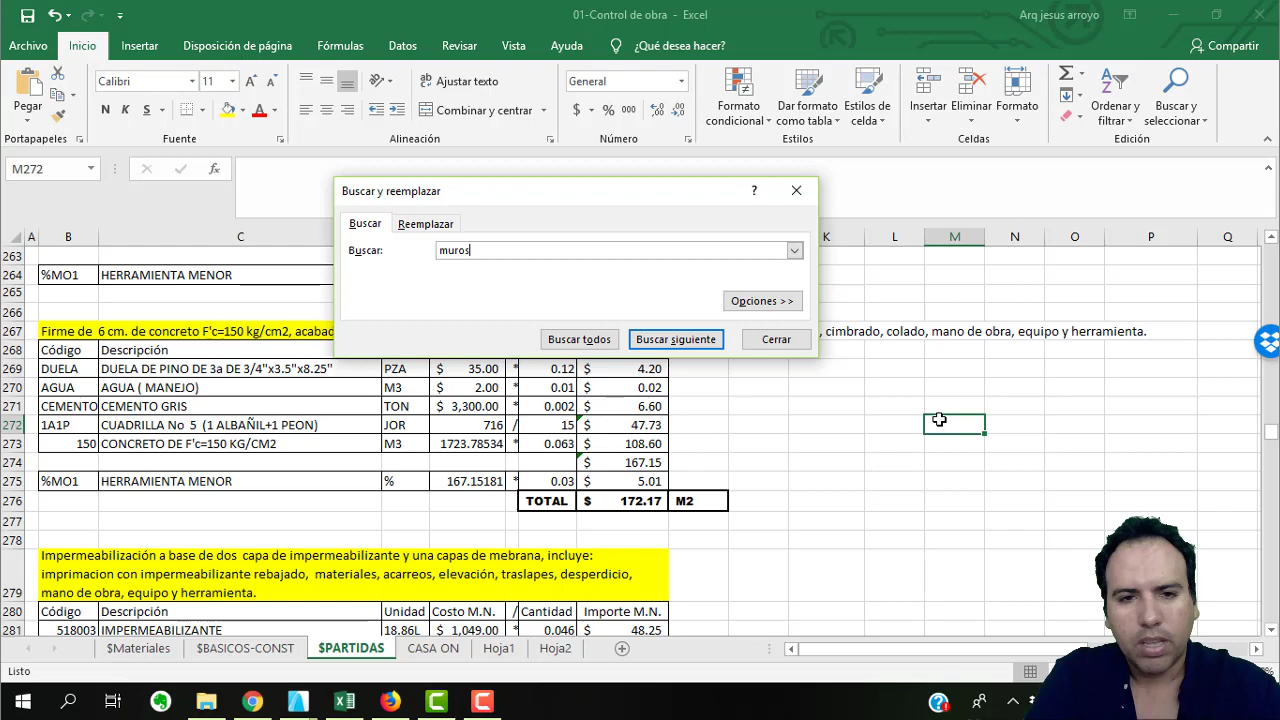 01-Control de obra - Excel
Arq jesus arroyo
Archivo Inicio Insertar Disposición de página Fórmulas Datos Revisar Vista Ayuda ¿Qué desea hacer? Compartir
Pegar
Calibri 11
N K S
Ajustar texto
Combinar y centrar
General
$ % 000
Formato condicional
Dar formato como tabla
Estilos de celda
Insertar Eliminar Formato
Ordenar y filtrar
Buscar y seleccionar
Portapapeles Fuente Alineación Número Estilos Celdas Edición
M272 fx
Buscar y reemplazar ?
Buscar Reemplazar
Buscar: muros
Opciones >>
Buscar todos Buscar siguiente Cerrar
A B C K L M N O P Q
263
264 %MO1 HERRAMIENTA MENOR
265
266
267 Firme de 6 cm. de concreto F'c=150 kg/cm2, acabad , cimbrado, colado, mano de obra, equipo y herramienta.
268 Código Descripción
269 DUELA DUELA DE PINO DE 3a DE 3/4"x3.5"x8.25" PZA $ 35.00 * 0.12 $ 4.20
270 AGUA AGUA ( MANEJO) M3 $ 2.00 * 0.01 $ 0.02
271 CEMENTO CEMENTO GRIS TON $ 3,300.00 * 0.002 $ 6.60
272 1A1P CUADRILLA No 5 (1 ALBAÑIL+1 PEON) JOR 716 / 15 $ 47.73
273 150 CONCRETO DE F'c=150 KG/CM2 M3 1723.78534 * 0.063 $ 108.60
274 $ 167.15
275 %MO1 HERRAMIENTA MENOR % 167.15181 * 0.03 $ 5.01
276 TOTAL $ 172.17 M2
277
278
Impermeabilización a base de dos capa de impermeabilizante y una capas de mebrana, incluye:
imprimacion con impermeabilizante rebajado, materiales, acarreos, elevación, traslapes, desperdicio,
279 mano de obra, equipo y herramienta.
280 Código Descripción Unidad Costo M.N. / Cantidad Importe M.N.
281 518003 IMPERMEABILIZANTE 18.86L $ 1,049.00 * 0.046 $ 48.25
$Materiales $BASICOS-CONST $PARTIDAS CASA ON Hoja1 Hoja2
Listo